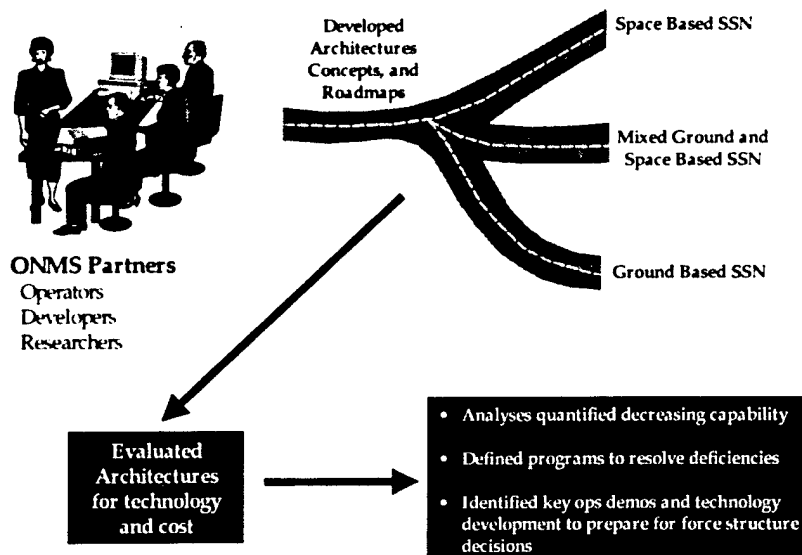 Developed
Architectures
Concepts, and
Roadmaps
Space Based SSN
Mixed Ground and
Space Based SSN
Ground Based SSN
ONMS Partners
Operators
Developers
Researchers
Evaluated
Architectures
for technology
and cost
• Analyses quantified decreasing capability
• Defined programs to resolve deficiencies
• Identified key ops demos and technology
development to prepare for force structure
decisions